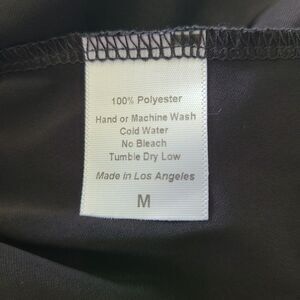 100% Polyester
Hand or Machine Wash
Cold Water
No Bleach
Tumble Dry Low
Made in Los Angeles
M